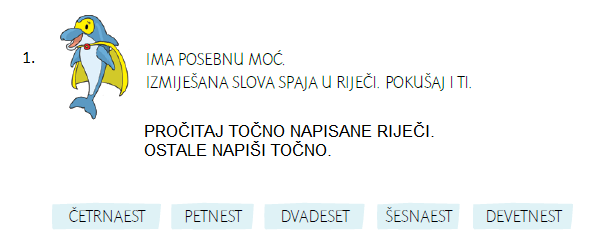 1.
IMA POSEBNU MOĆ.
IZMIJEŠANA SLOVA SPAJA U RIJEČI. POKUŠAJ I TI.
PROČITAJ TOČNO NAPISANE RIJEČI.
OSTALE NAPIŠI TOČNO.
ČETRNAEST PETNEST DVADESET ŠESNAEST DEVETNEST